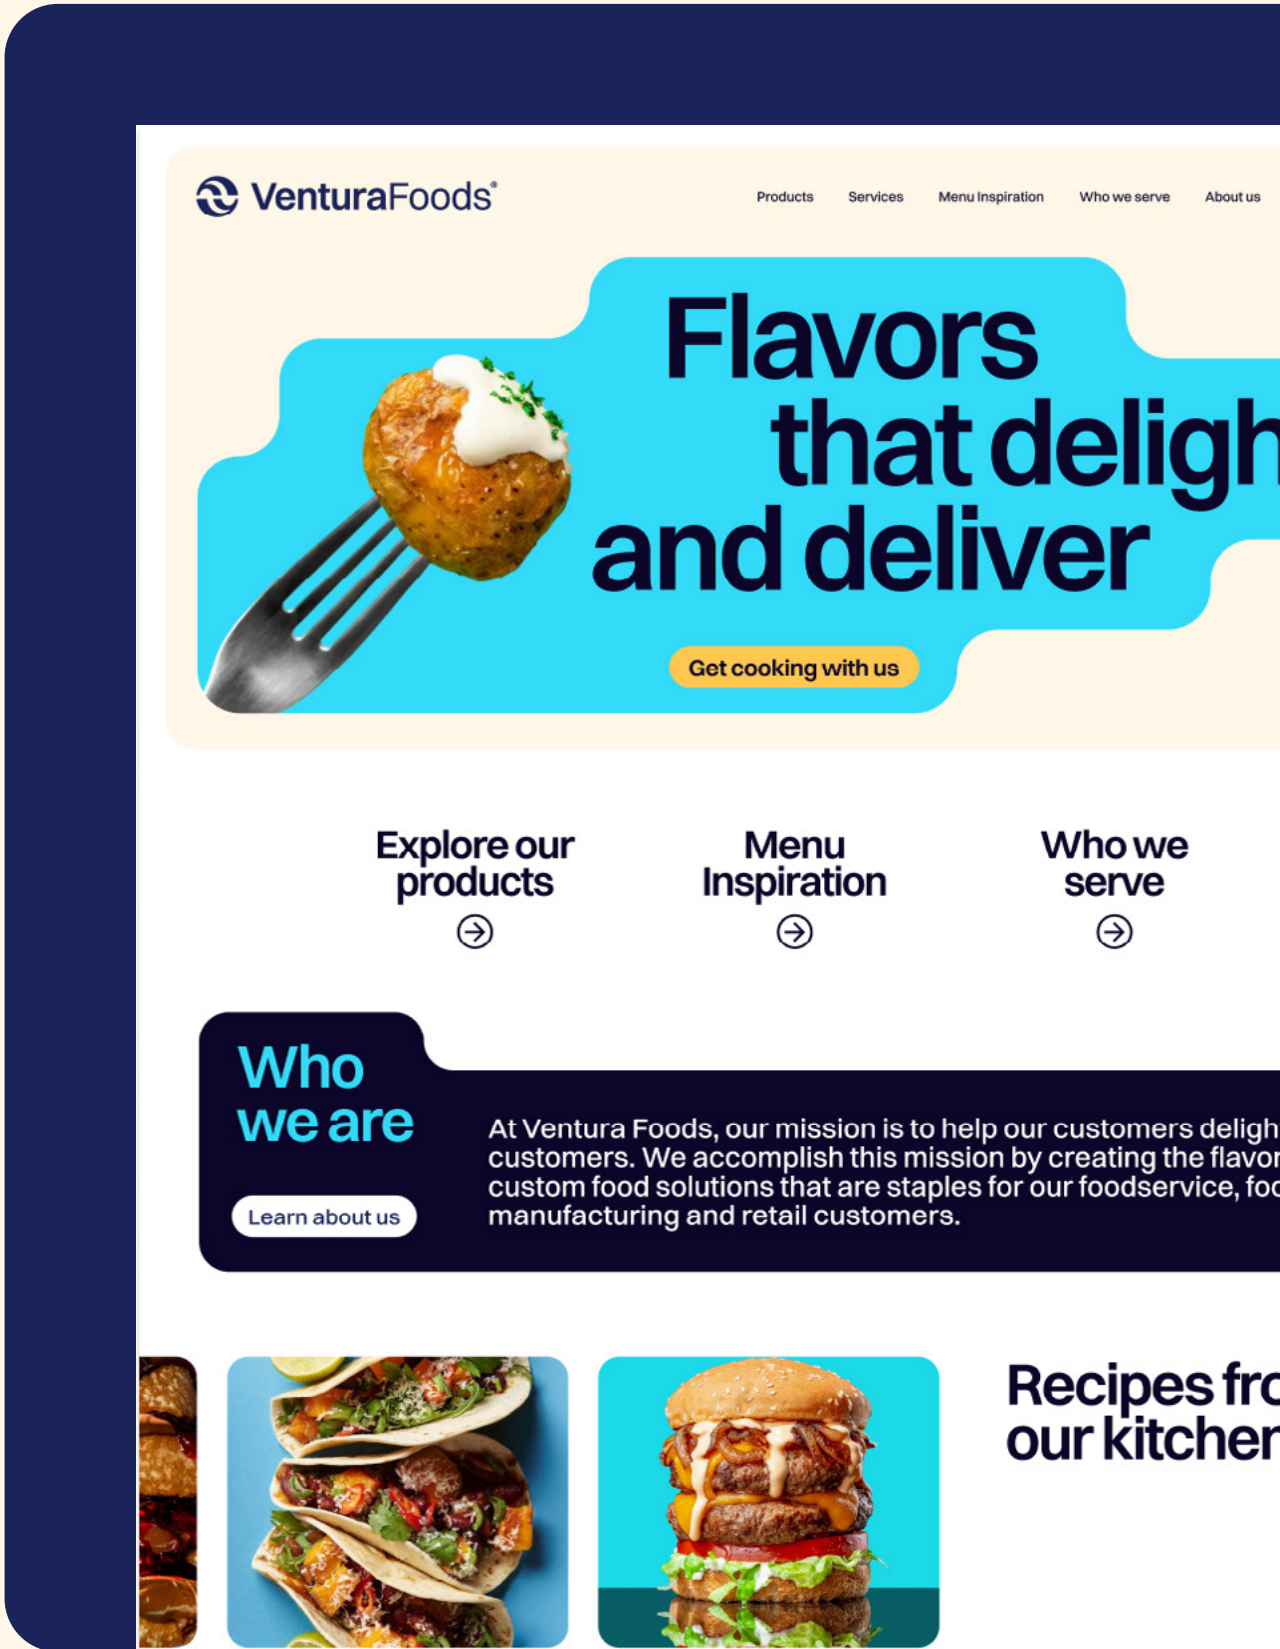 VenturaFoods®
Products Services Menu Inspiration Who we serve About us
Flavors
that deligh
and deliver
Get cooking with us
Explore our
products
Menu
Inspiration
Who we
serve
Who
we are
Learn about us
At Ventura Foods, our mission is to help our customers deligh
customers. We accomplish this mission by creating the flavor
custom food solutions that are staples for our foodservice, foo
manufacturing and retail customers.
Recipes fro
our kitchen